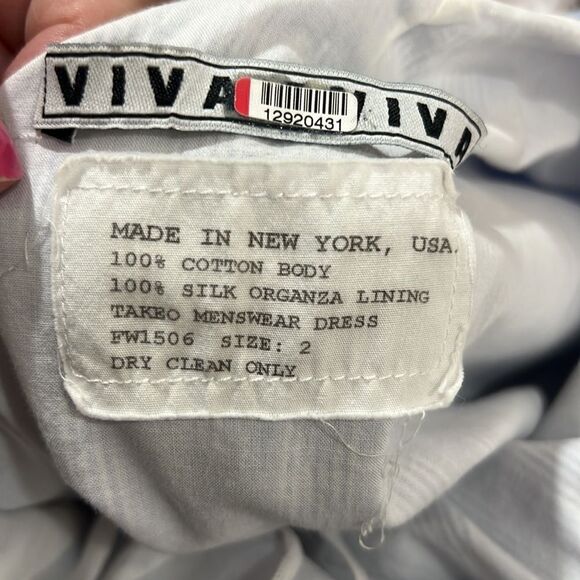 VIVA VIVA
12920431
MADE IN NEW YORK, USA.
100% COTTON BODY
100% SILK ORGANZA LINING
TAKEO MENSWEAR DRESS
FW1506 SIZE: 2
DRY CLEAN ONLY